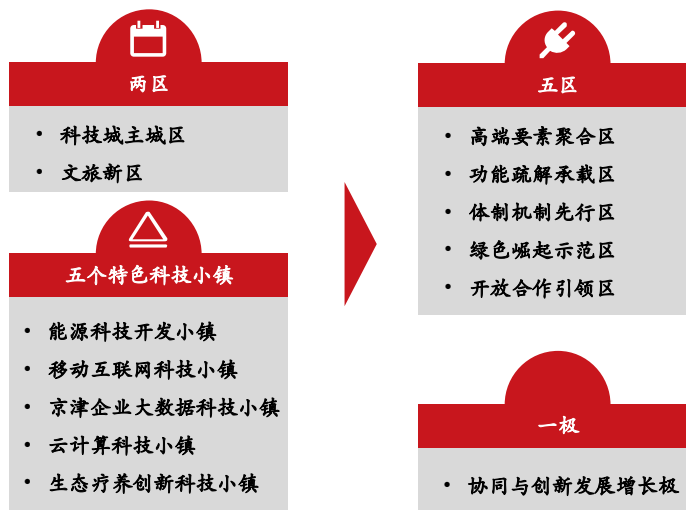 两区
• 科技城主城区
• 文旅新区
五个特色科技小镇
• 能源科技开发小镇
• 移动互联网科技小镇
• 京津企业大数据科技小镇
• 云计算科技小镇
• 生态疗养创新科技小镇
五区
• 高端要素聚合区
• 功能疏解承载区
• 体制机制先行区
• 绿色崛起示范区
• 开放合作引领区
一极
• 协同与创新发展增长极